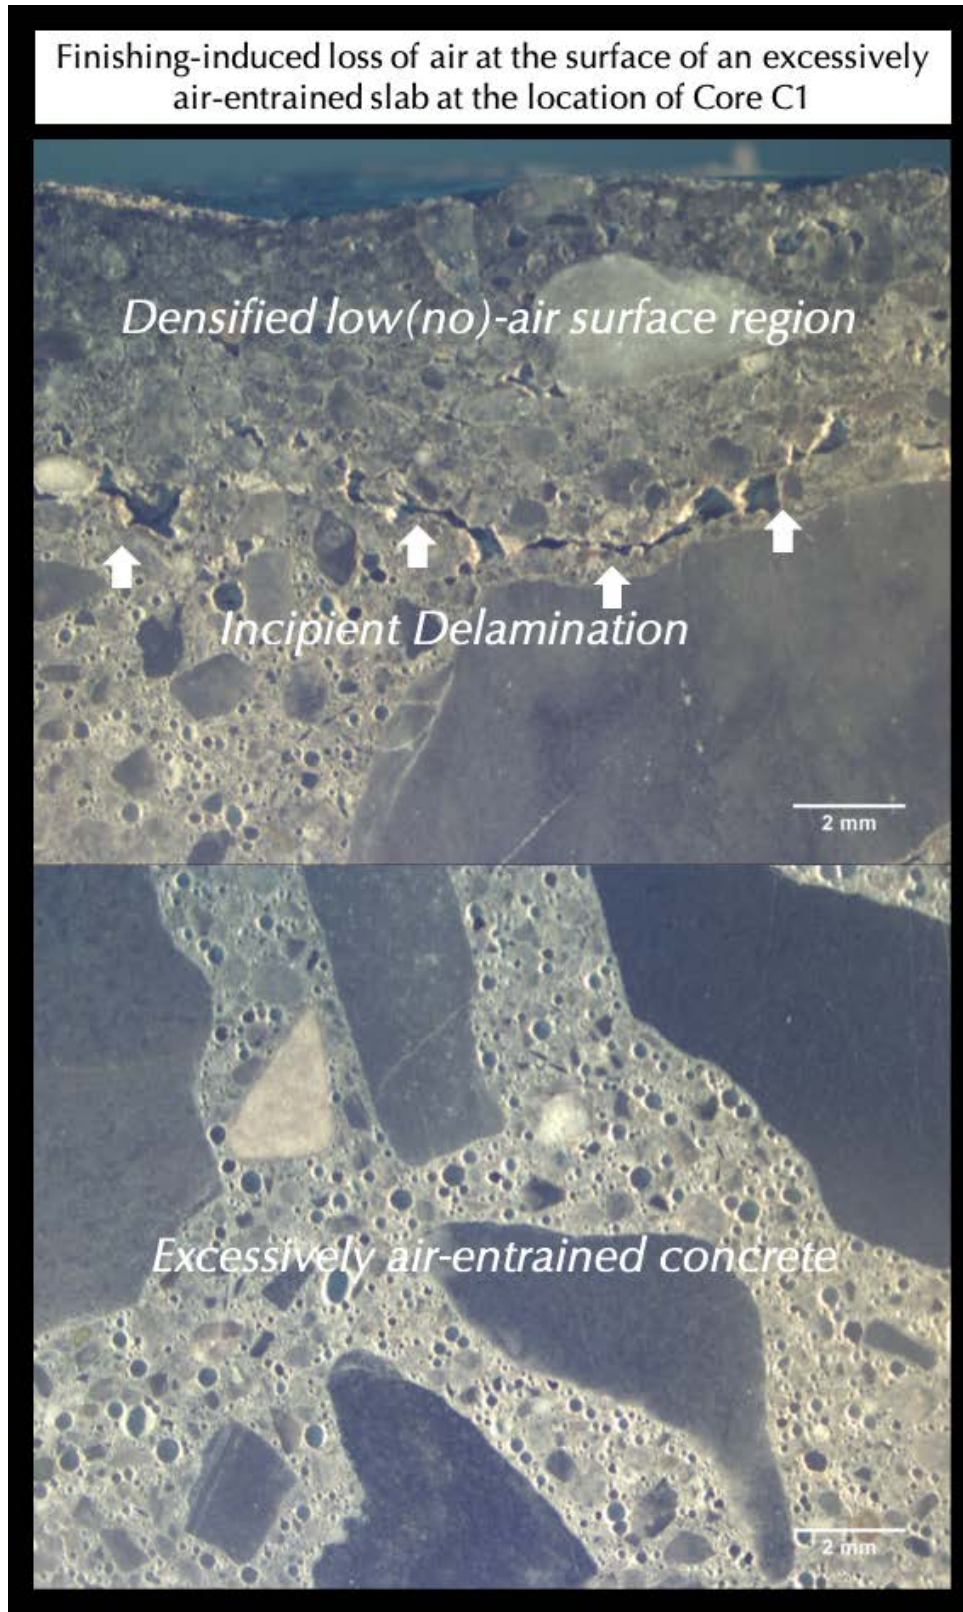 Finishing-induced loss of air at the surface of an excessively
air-entrained slab at the location of Core C1
Densified low(no)-air surface region
Incipient Delamination
2 mm
Excessively air-entrained concrete
2 mm